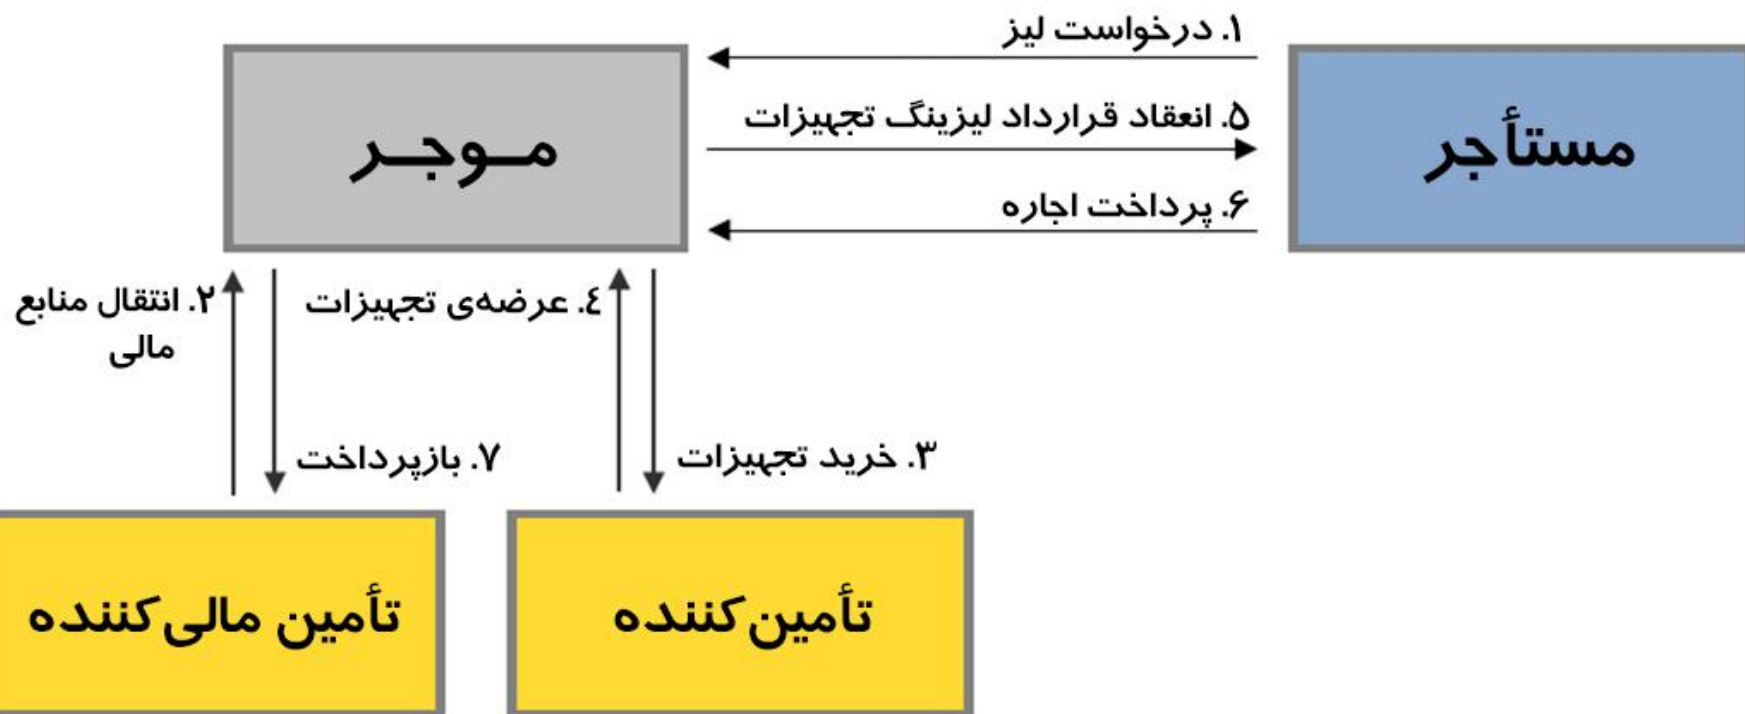 ۱. درخواست لیز
موجر
۵. انعقاد قرارداد لیزینگ تجهیزات
مستأجر
۶. پرداخت اجاره
۲. انتقال منابع
مالی
۴. عرضه‌ی تجهیزات
۷. بازپرداخت
۳. خرید تجهیزات
تأمین مالی کننده
تأمین کننده